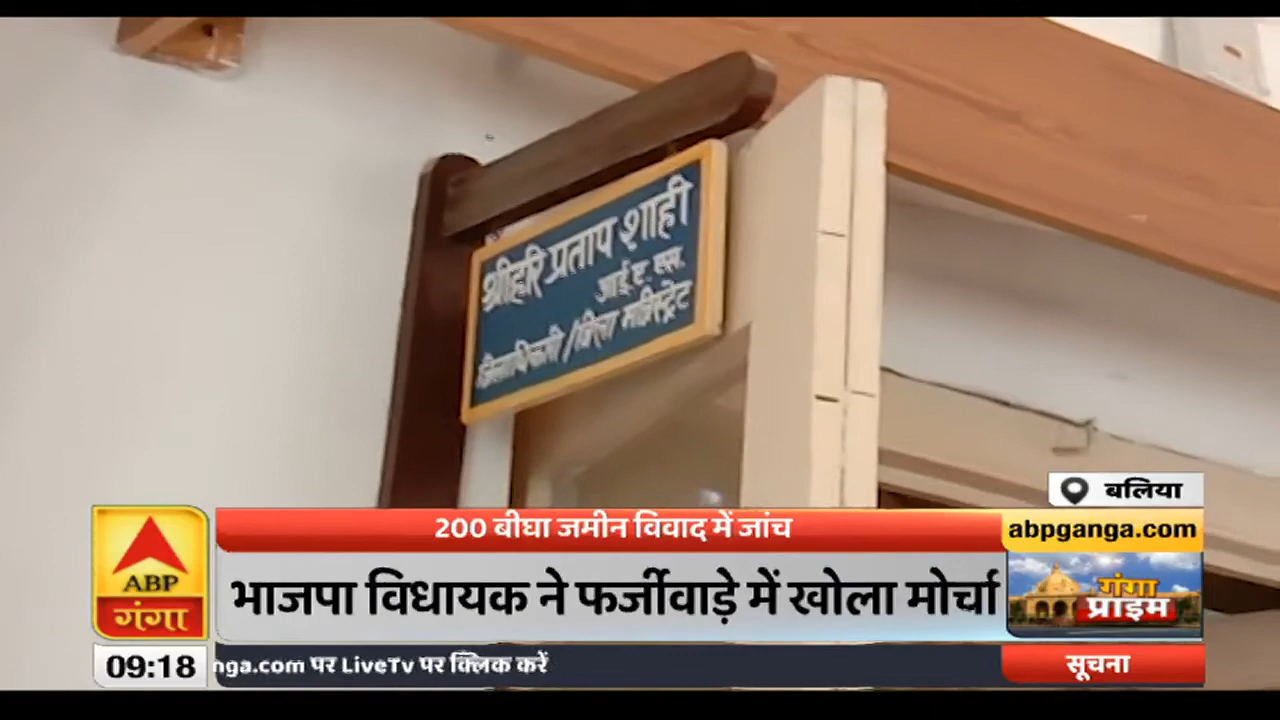 श्रीहरि प्रताप शाही
आई. ए. एस.
जिलाधिकारी / जिला मजिस्ट्रेट
बलिया
200 बीघा जमीन विवाद में जांच
abpganga.com
भाजपा विधायक ने फर्जीवाड़े में खोला मोर्चा
ABP
गंगा
गंगा
प्राइम
09:18
nga.com पर LiveTv पर क्लिक करें
सूचना